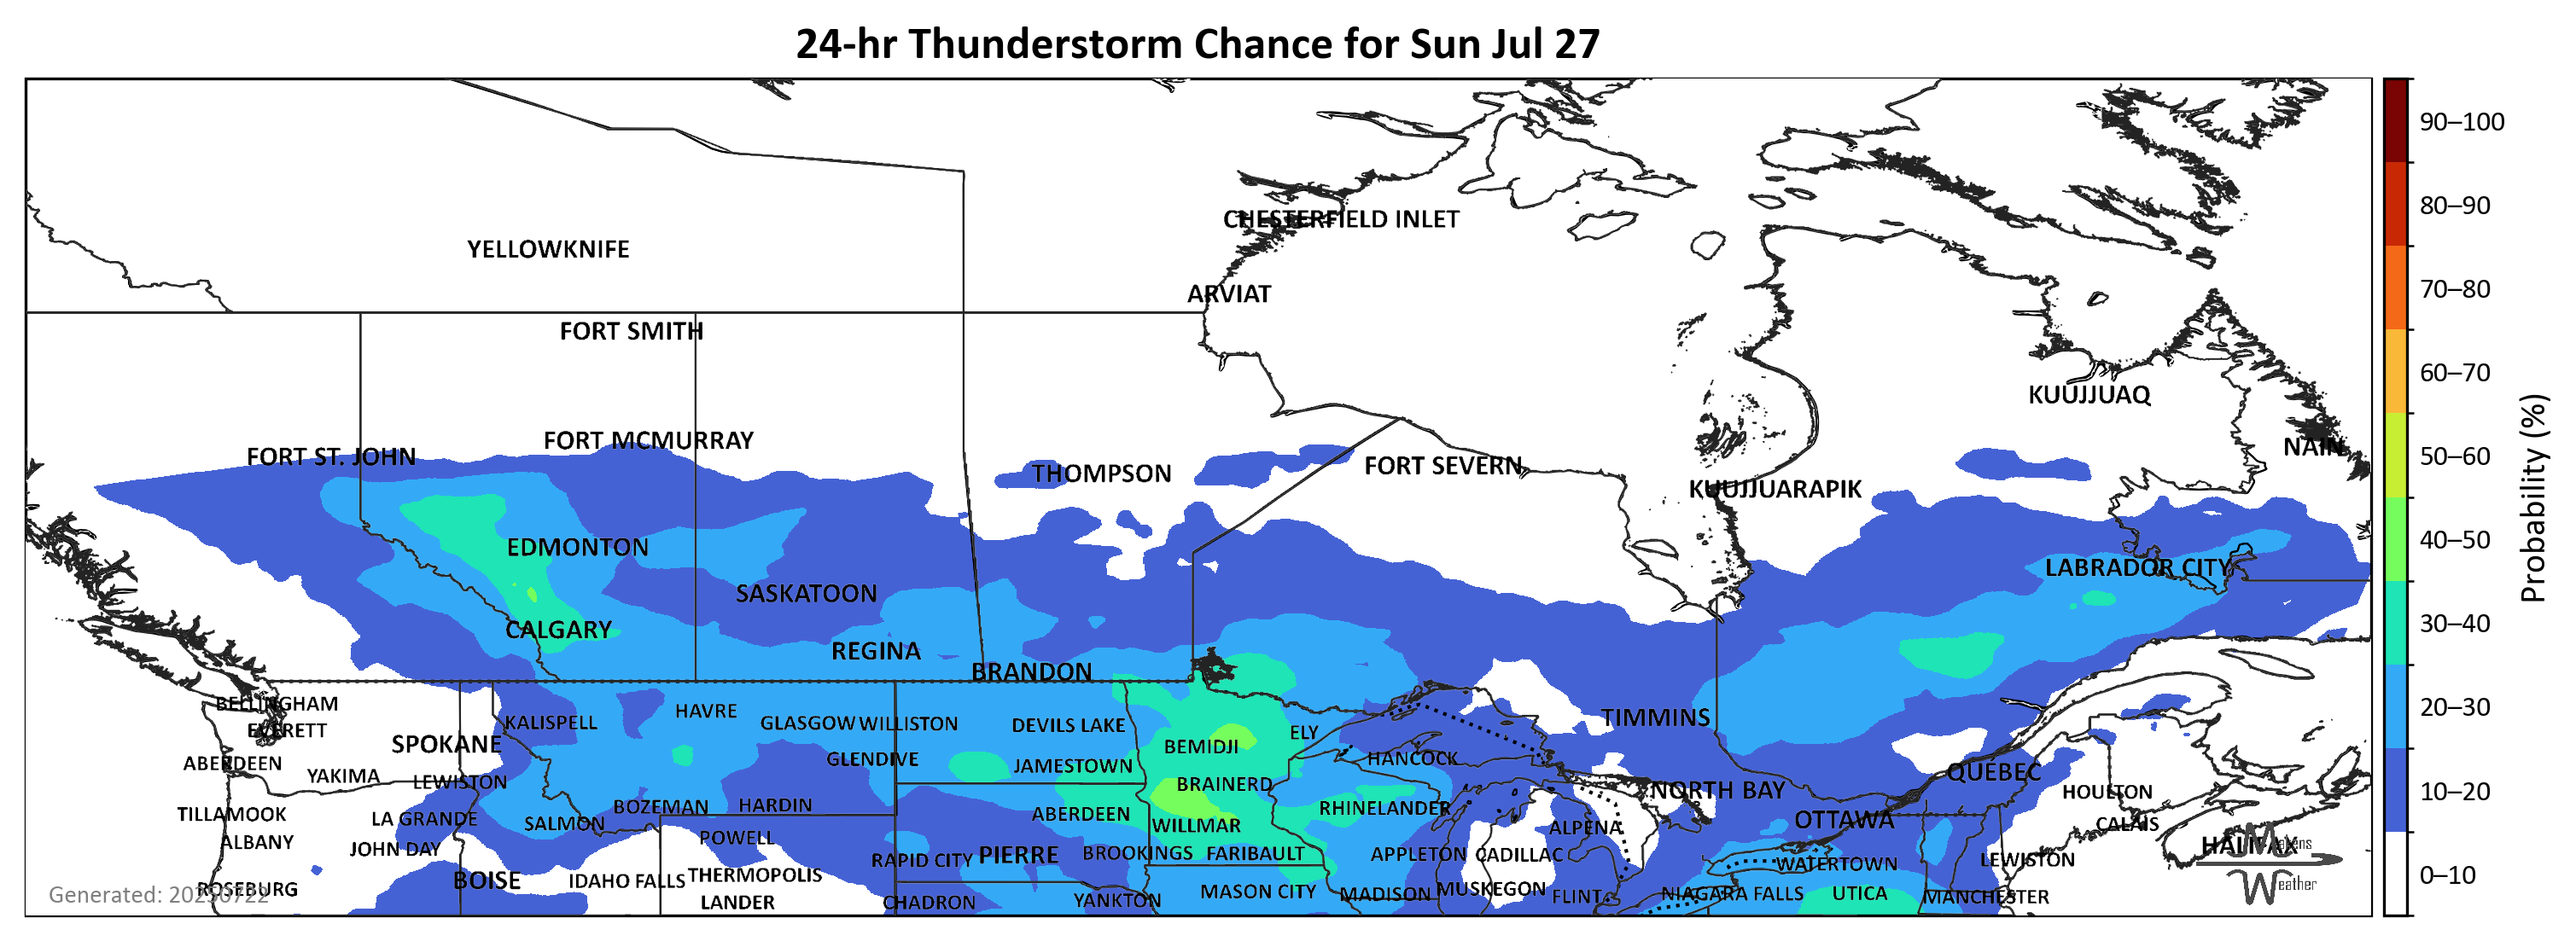 24-hr Thunderstorm Chance for Sun Jul 27
CHESTERFIELD INLET
YELLOWKNIFE
ARVIAT
FORT SMITH
KUUJJUAQ
FORT MCMURRAY
NAIN
FORT ST. JOHN
FORT SEVERN
THOMPSON
KUUJJUARAPIK
EDMONTON
LABRADOR CITY
SASKATOON
CALGARY
REGINA
BRANDON
BELLINGHAM
KALISPELL
HAVRE
TIMMINS
GLASGOW WILLISTON
DEVILS LAKE
EVERETT
ELY
SPOKANE
BEMIDJI
ABERDEEN
GLENDIVE
JAMESTOWN
HANCOCK
YAKIMA
LEWISTON
BRAINERD
QUÉBEC
NORTH BAY
HOULTON
TILLAMOOK
BOZEMAN
HARDIN
ABERDEEN
RHINELANDER
LA GRANDE
SALMON
WILLMAR
ALPENA
OTTAWA
CALAIS
ALBANY
JOHN DAY
POWELL
RAPID CITY
PIERRE
BROOKINGS
FARIBAULT
APPLETON
CADILLAC
WATERTOWN
LEWISTON
HALIFAX
BOISE
IDAHO FALLS
THERMOPOLIS
ROSEBURG
LANDER
CHADRON
YANKTON
MASON CITY
MADISON
MUSKEGON
FLINT
NIAGARA FALLS
UTICA
MANCHESTER
Generated: 20250722
Weather
90–100
80–90
70–80
60–70
50–60
40–50
30–40
20–30
10–20
0–10
Probability (%)